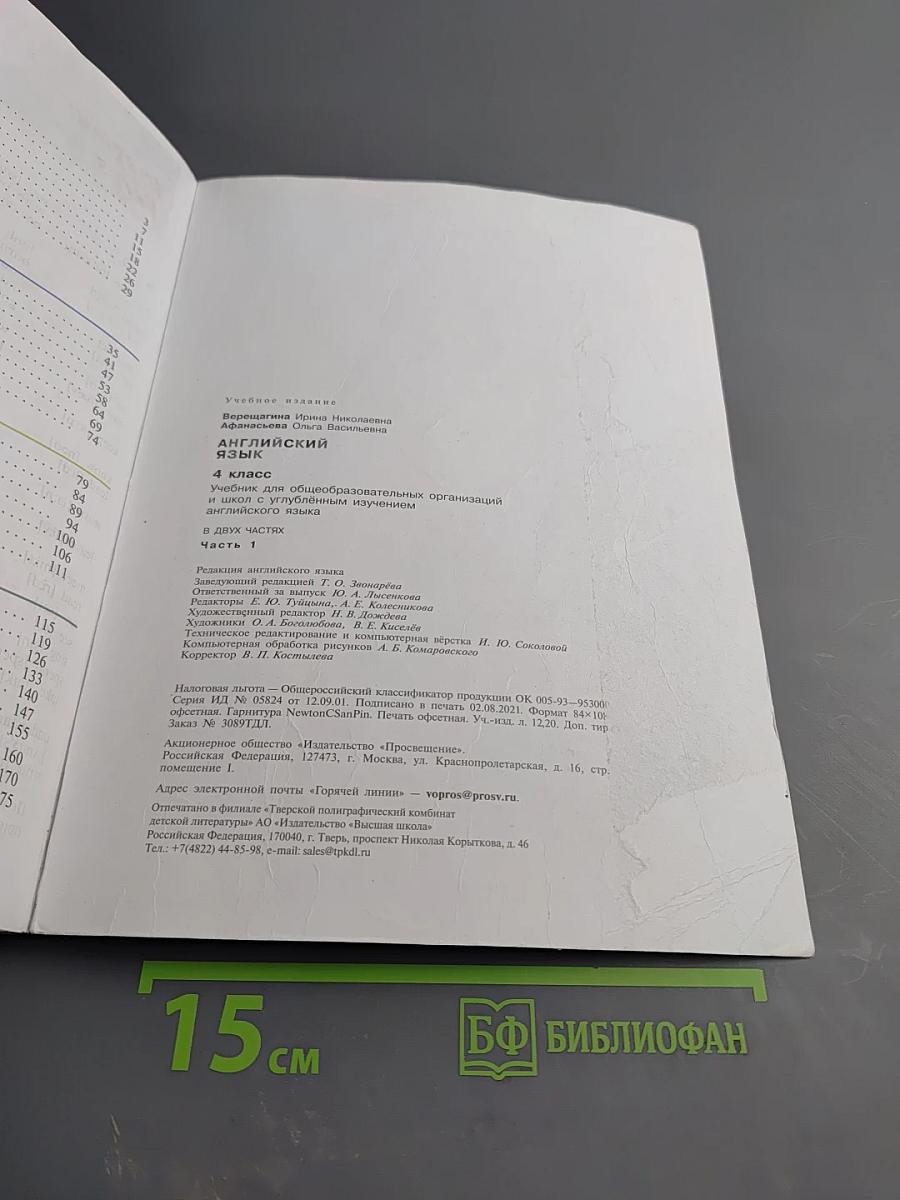 35
41
47
53
58
64
69
74
79
84
89
94
100
106
111
115
119
126
133
140
147
155
160
170
75
Учебное издание
Верещагина Ирина Николаевна
Афанасьева Ольга Васильевна
АНГЛИЙСКИЙ
ЯЗЫК
4 класс
Учебник для общеобразовательных организаций
и школ с углублённым изучением
английского языка
В ДВУХ ЧАСТЯХ
Часть 1
Редакция английского языка
Заведующий редакцией Т. О. Звонарёва
Ответственный за выпуск Ю. А. Лысенкова
Редакторы Е. Ю. Туйцына, А. Е. Колесникова
Художественный редактор Н. В. Дождева
Художники О. А. Боголюбова, В. Е. Киселёв
Техническое редактирование и компьютерная вёрстка И. Ю. Соколовой
Компьютерная обработка рисунков А. Б. Комаровского
Корректор В. П. Костылева
Налоговая льгота — Общероссийский классификатор продукции ОК 005-93—95300
Серия ИД № 05824 от 12.09.01. Подписано в печать 02.08.2021. Формат 84×10
офсетная. Гарнитура NewtonCSanPin. Печать офсетная. Уч.-изд. л. 12,20. Доп. тир
Заказ № 3089ТДЛ.
Акционерное общество «Издательство «Просвещение».
Российская Федерация, 127473, г. Москва, ул. Краснопролетарская, д. 16, стр.
помещение I.
Адрес электронной почты «Горячей линии» — vopros@prosv.ru.
Отпечатано в филиале «Тверской полиграфический комбинат
детской литературы» АО «Издательство «Высшая школа»
Российская Федерация, 170040, г. Тверь, проспект Николая Корыткова, д. 46
Тел.: +7(4822) 44-85-98, e-mail: sales@tpkdl.ru
15 см
БФ БИБЛИОФАН